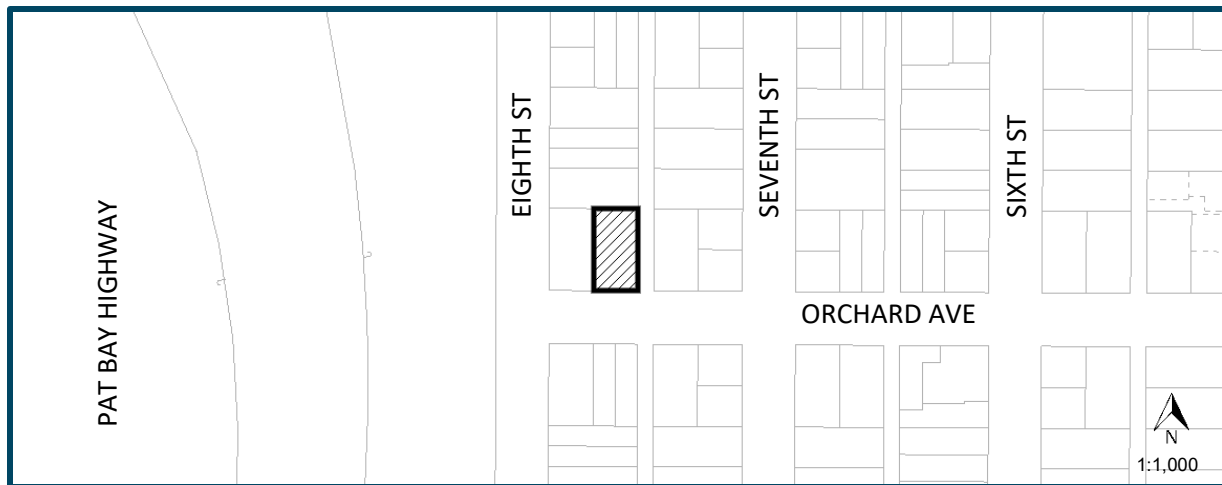 PAT BAY HIGHWAY
EIGHTH ST
SEVENTH ST
SIXTH ST
ORCHARD AVE
N
1:1,000